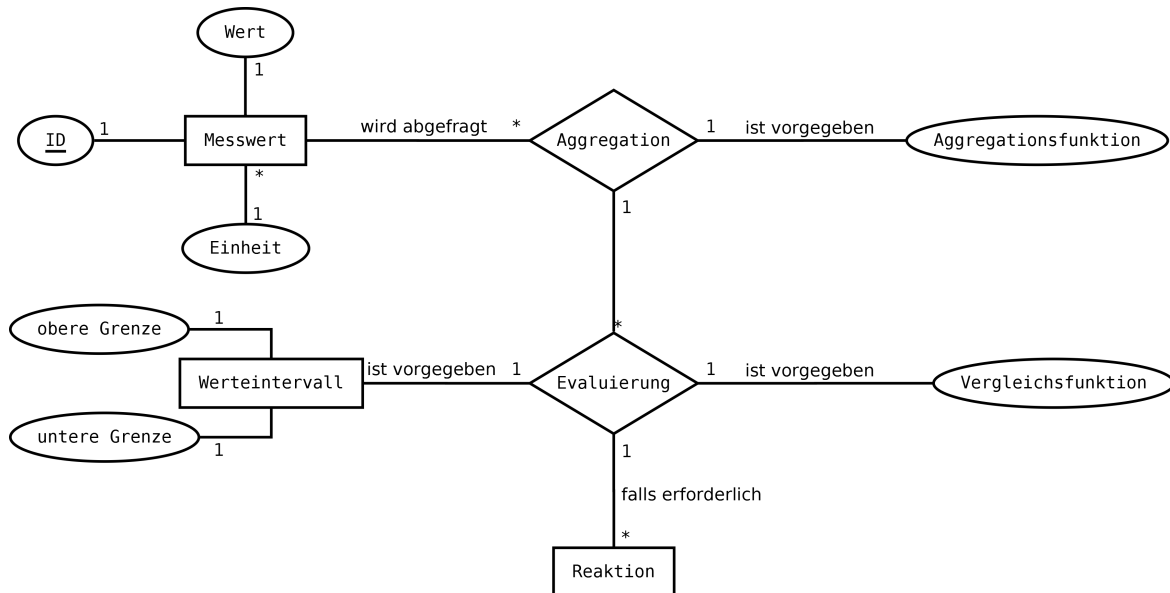 Wert
1
ID
1
Messwert
wird abgefragt
*
Aggregation
1
ist vorgegeben
Aggregationsfunktion
*
1
Einheit
1
obere Grenze
1
*
Werteintervall
ist vorgegeben
1
Evaluierung
1
ist vorgegeben
Vergleichsfunktion
untere Grenze
1
1
falls erforderlich
*
Reaktion